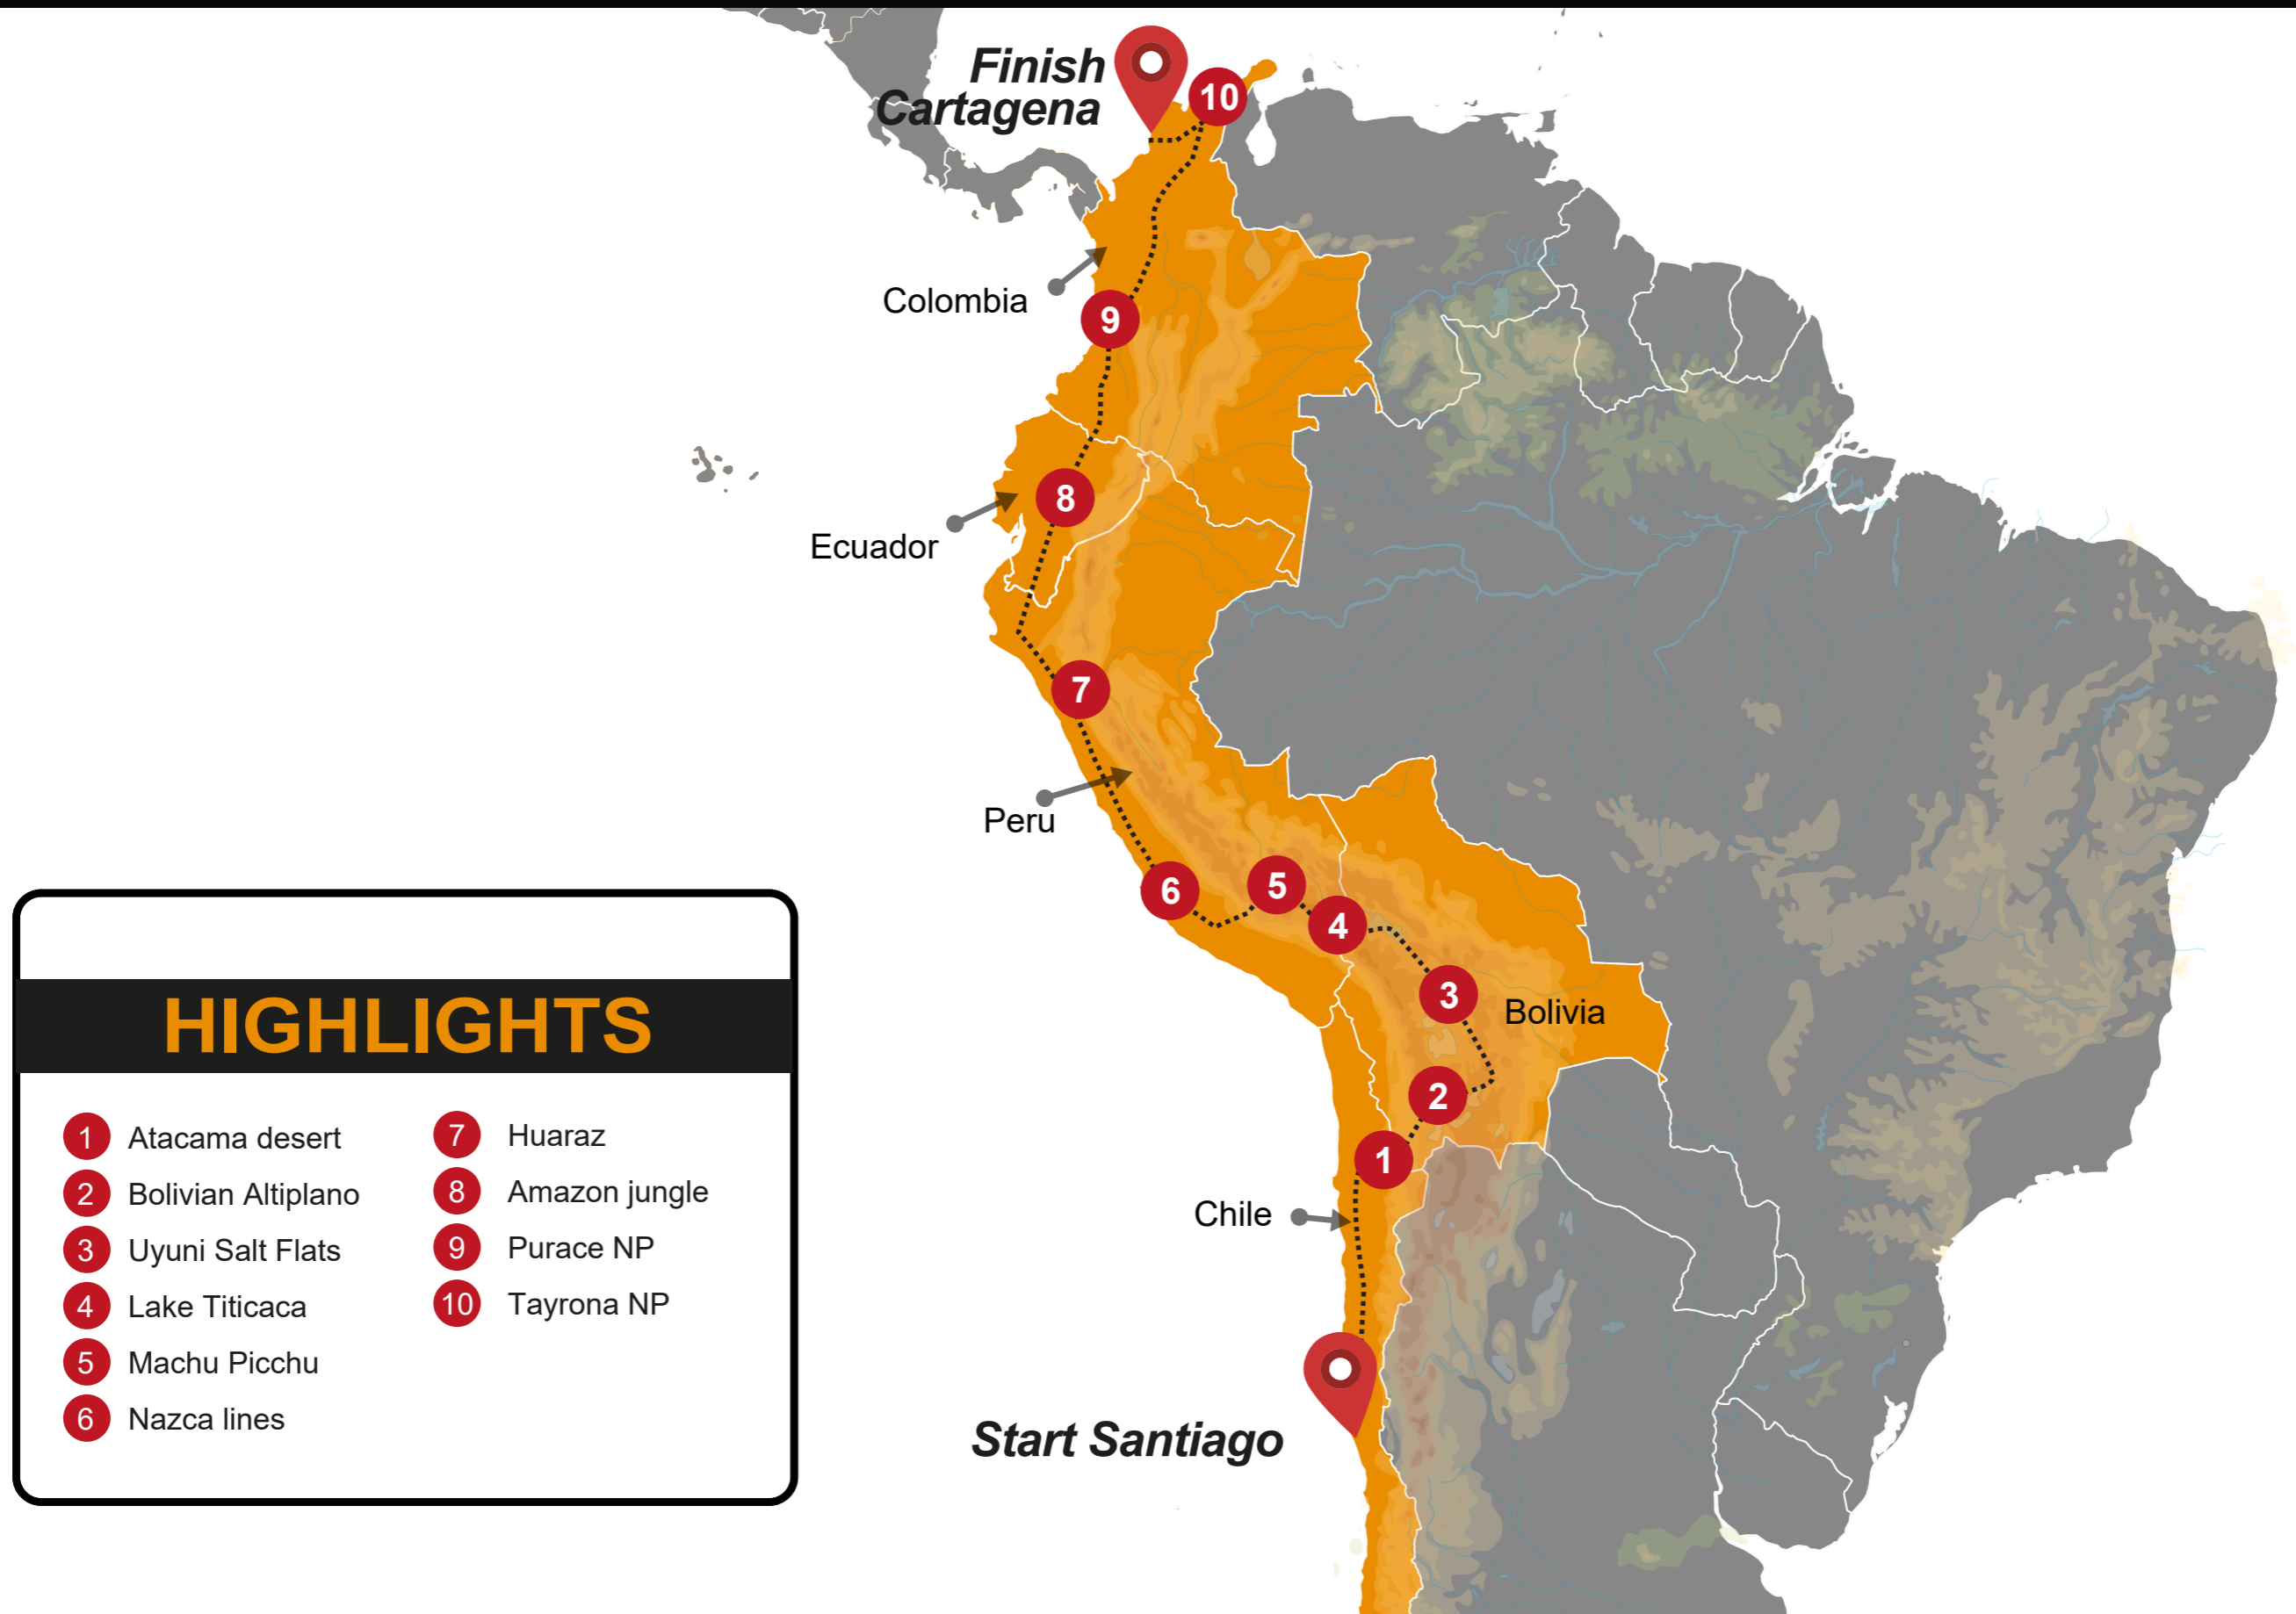 Finish
Cartagena
10
Colombia
9
8
Ecuador
7
Peru
6
5
4
3
Bolivia
2
1
Chile
Start Santiago
HIGHLIGHTS
1 Atacama desert
2 Bolivian Altiplano
3 Uyuni Salt Flats
4 Lake Titicaca
5 Machu Picchu
6 Nazca lines
7 Huaraz
8 Amazon jungle
9 Purace NP
10 Tayrona NP